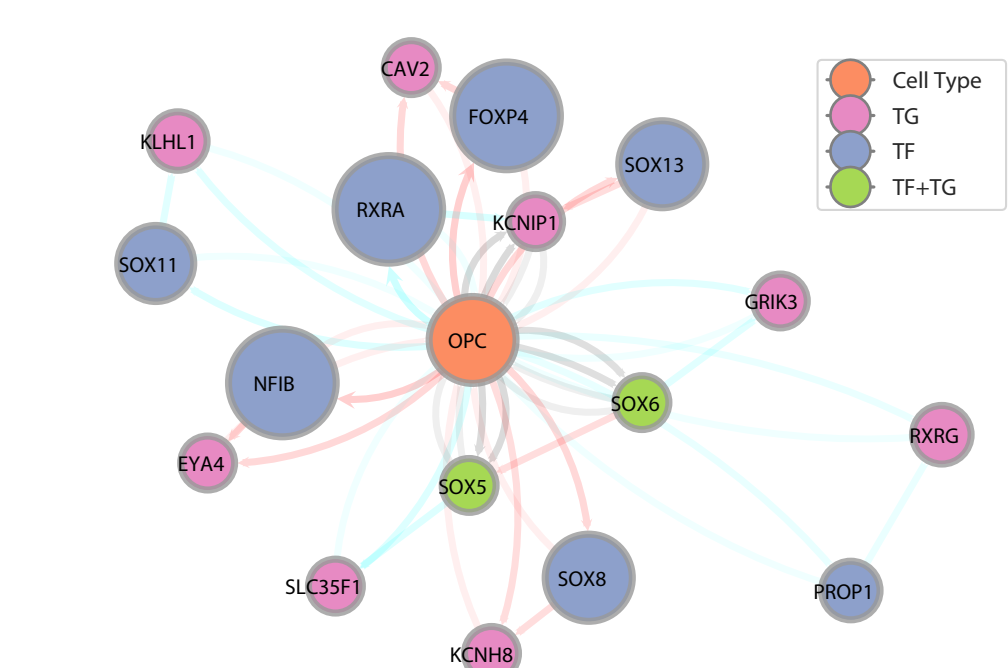 CAV2
FOXP4
KLHL1
SOX13
RXRA
KCNIP1
SOX11
GRIK3
OPC
NFIB
SOX6
RXRG
EYA4
SOX5
SLC35F1
SOX8
PROP1
KCNH8
Cell Type
TG
TF
TF+TG